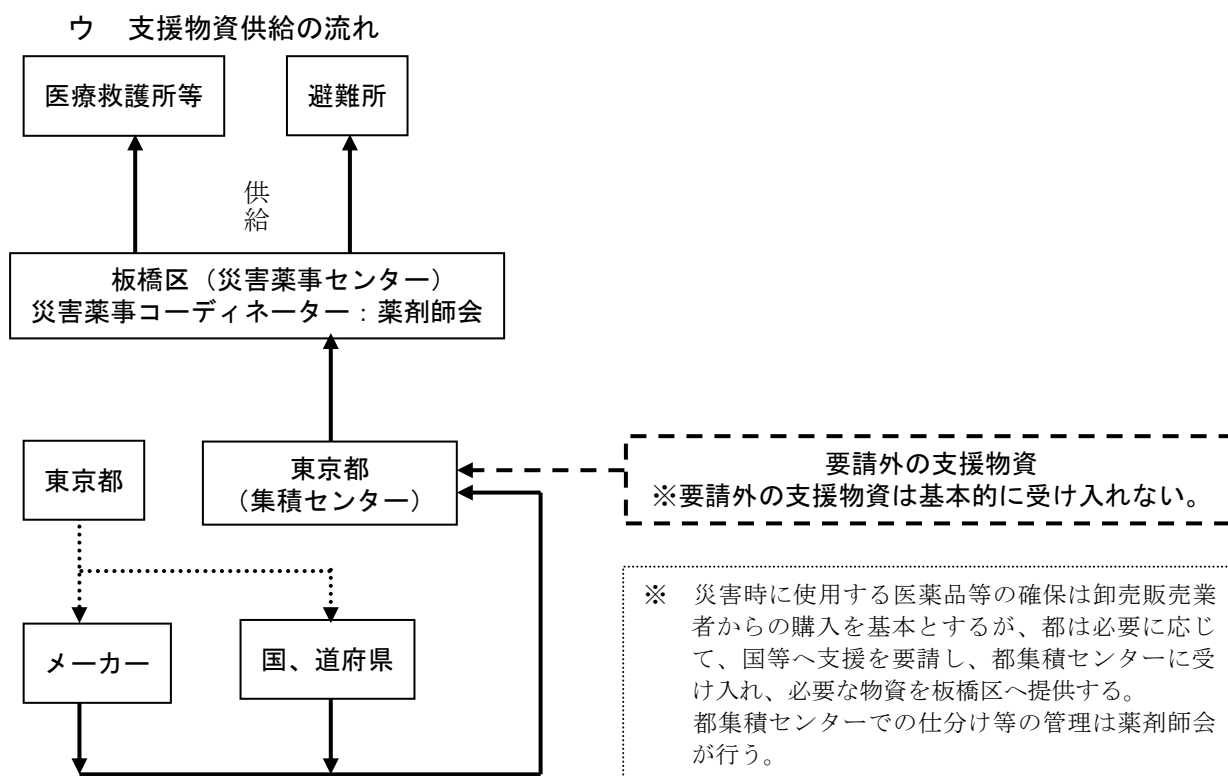 ウ　支援物資供給の流れ
医療救護所等
避難所
供給
板橋区（災害薬事センター）
災害薬事コーディネーター：薬剤師会
東京都
東京都
（集積センター）
要請外の支援物資
※要請外の支援物資は基本的に受け入れない。
メーカー
国、道府県
※　災害時に使用する医薬品等の確保は卸売販売業
者からの購入を基本とするが、都は必要に応じ
て、国等へ支援を要請し、都集積センターに受
け入れ、必要な物資を板橋区へ提供する。
都集積センターでの仕分け等の管理は薬剤師会
が行う。